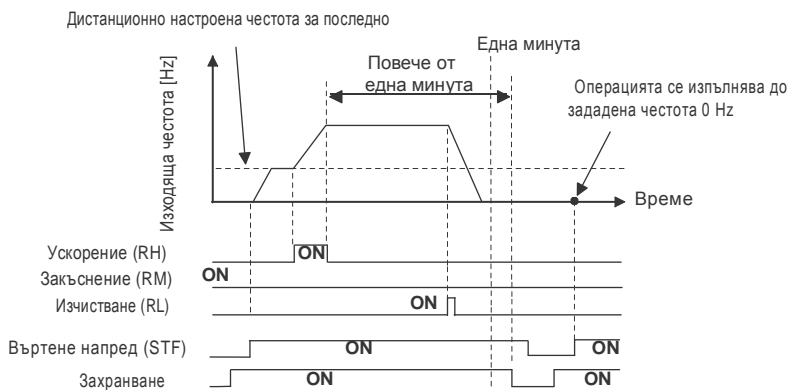 Дистанционно настроена честота за последно
Една минута
Повече от
една минута
Операцията се изпълнява до
зададена честота 0 Hz
Изходяща честота [Hz]
Време
Ускорение (RH)
ON
Закъснение (RM)
ON
Изчистване (RL)
ON
Въртене напред (STF)
ON
ON
Захранване
ON
ON